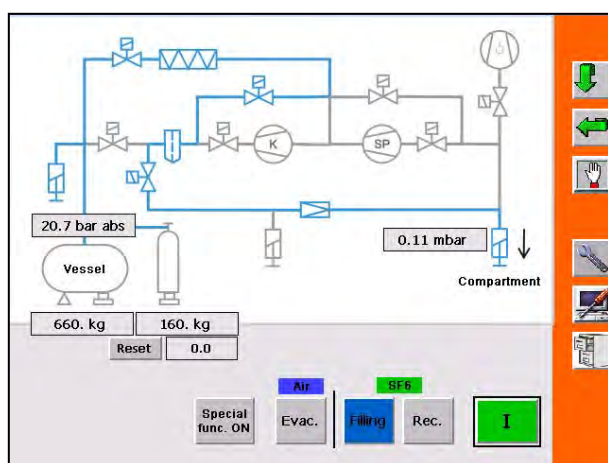 K
SP
20.7 bar abs
0.11 mbar
Vessel
Compartment
660. kg
160. kg
Reset
0.0
Air
SF6
Special
func. ON
Evac.
Filling
Rec.
I